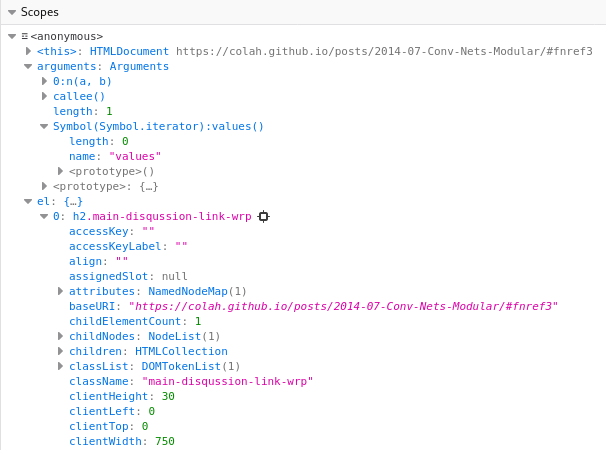 Scopes
<anonymous>
<this>: HTMLDocument https://colah.github.io/posts/2014-07-Conv-Nets-Modular/#fnref3
arguments: Arguments
0:n(a, b)
callee()
length: 1
Symbol(Symbol.iterator):values()
length: 0
name: "values"
<prototype>()
<prototype>: {…}
el: {…}
0: h2.main-disqussion-link-wrp
accessKey: ""
accessKeyLabel: ""
align: ""
assignedSlot: null
attributes: NamedNodeMap(1)
baseURI: "https://colah.github.io/posts/2014-07-Conv-Nets-Modular/#fnref3"
childElementCount: 1
childNodes: NodeList(1)
children: HTMLCollection
classList: DOMTokenList(1)
className: "main-disqussion-link-wrp"
clientHeight: 30
clientLeft: 0
clientTop: 0
clientWidth: 750